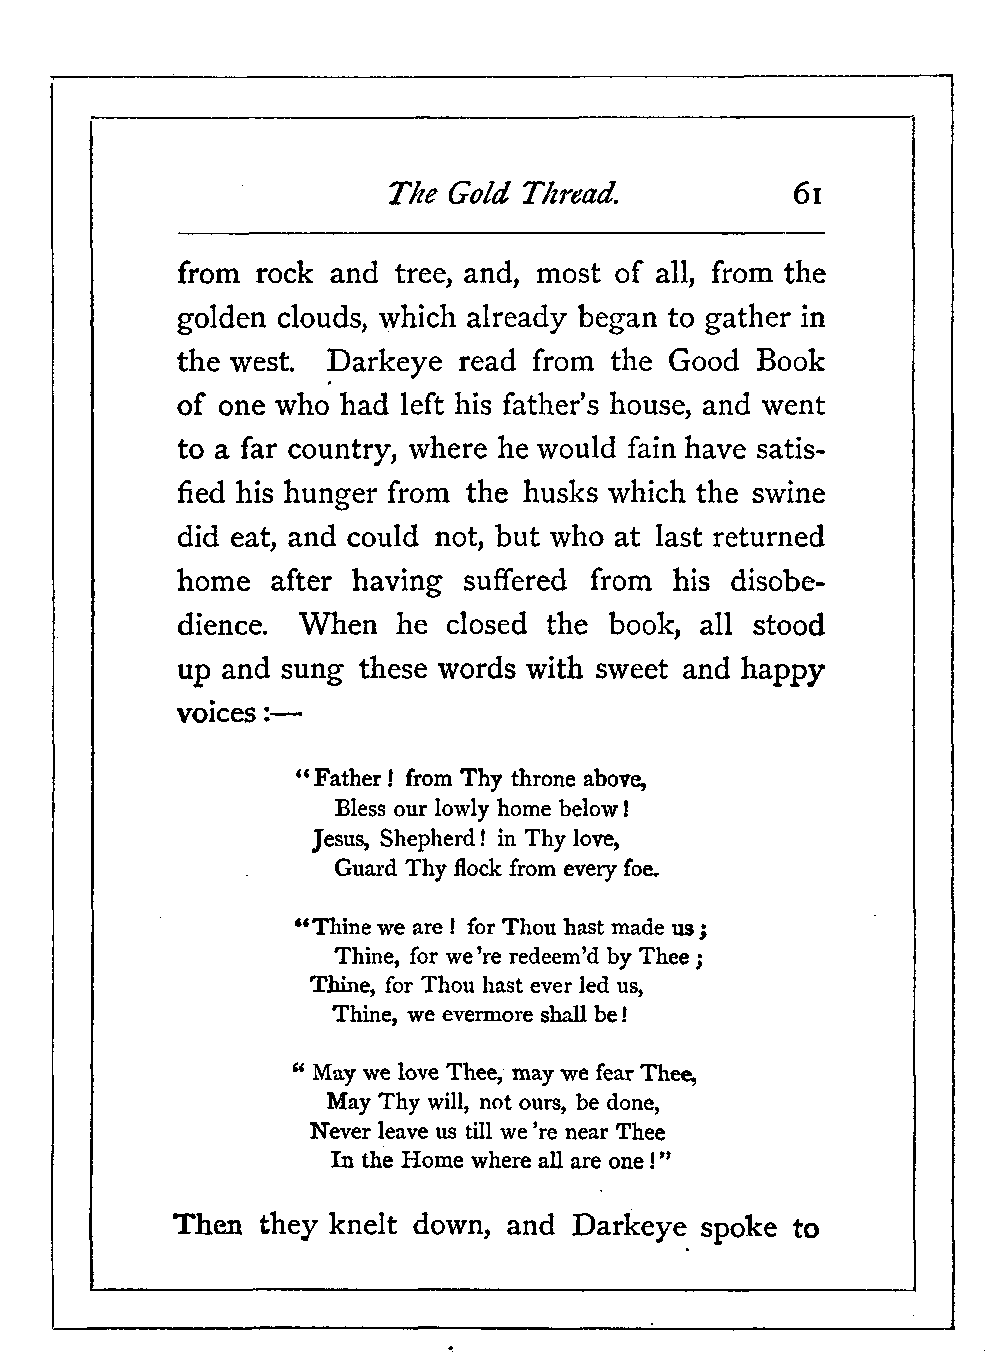 The Gold Thread. 61
from rock and tree, and, most of all, from the
golden clouds, which already began to gather in
the west. Darkeye read from the Good Book
of one who had left his father's house, and went
to a far country, where he would fain have satis-
fied his hunger from the husks which the swine
did eat, and could not, but who at last returned
home after having suffered from his disobe-
dience. When he closed the book, all stood
up and sung these words with sweet and happy
voices :—
"Father! from Thy throne above,
Bless our lowly home below!
Jesus, Shepherd! in Thy love,
Guard Thy flock from every foe.
"Thine we are! for Thou hast made us;
Thine, for we're redeem'd by Thee;
Thine, for Thou hast ever led us,
Thine, we evermore shall be!
"May we love Thee, may we fear Thee,
May Thy will, not ours, be done,
Never leave us till we're near Thee
In the Home where all are one!"
Then they knelt down, and Darkeye spoke to